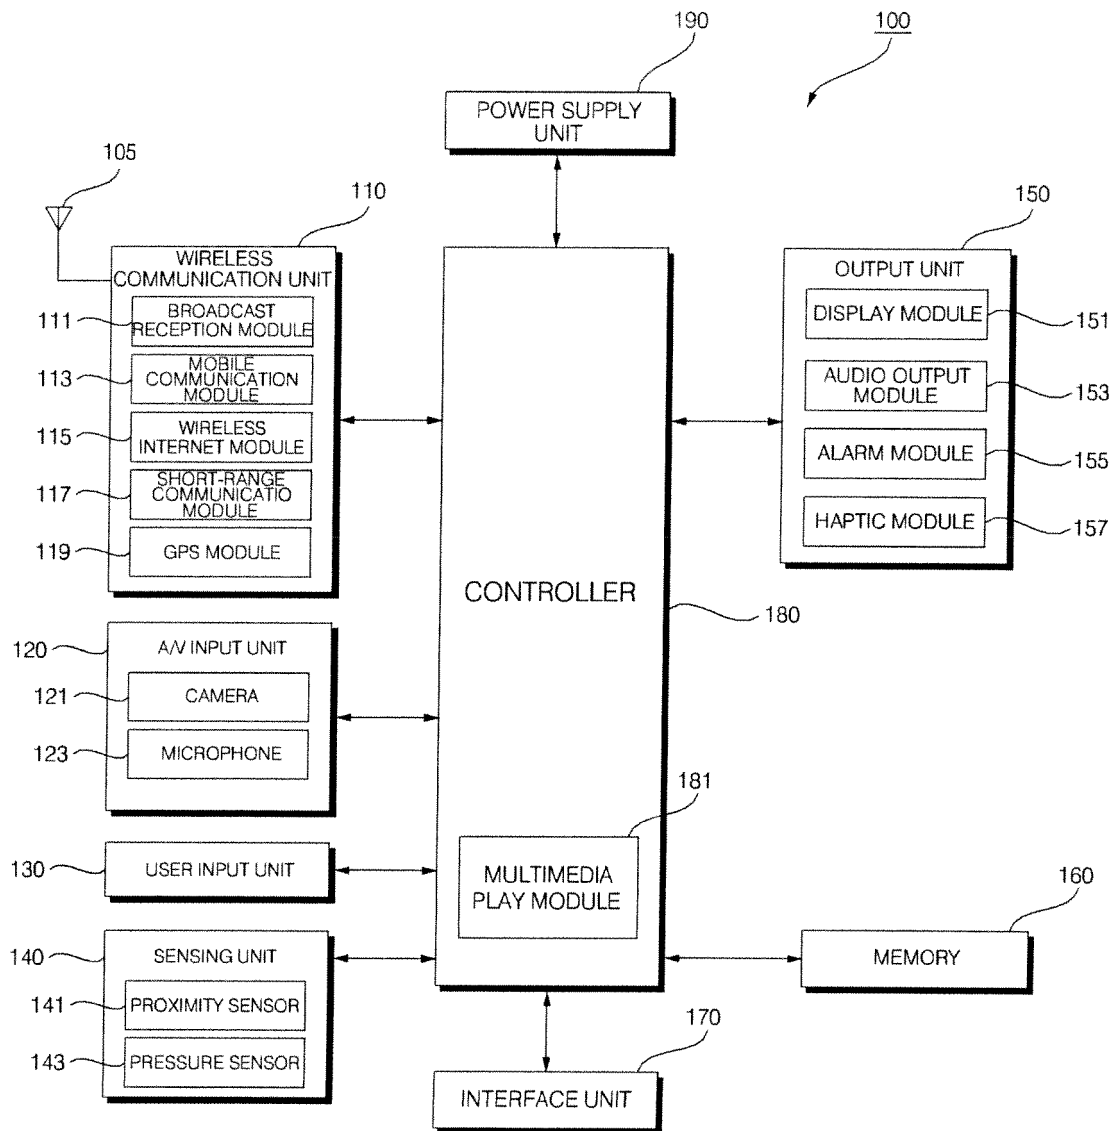 190
100
POWER SUPPLY
UNIT
105
110
150
WIRELESS
COMMUNICATION UNIT
OUTPUT UNIT
111
BROADCAST
RECEPTION MODULE
DISPLAY MODULE
151
113
MOBILE
COMMUNICATION
MODULE
AUDIO OUTPUT
MODULE
153
115
WIRELESS
INTERNET MODULE
ALARM MODULE
155
117
SHORT-RANGE
COMMUNICATIO
MODULE
HAPTIC MODULE
157
119
GPS MODULE
CONTROLLER
180
120
A/V INPUT UNIT
121
CAMERA
123
MICROPHONE
181
130
USER INPUT UNIT
MULTIMEDIA
PLAY MODULE
160
140
SENSING UNIT
MEMORY
141
PROXIMITY SENSOR
170
143
PRESSURE SENSOR
INTERFACE UNIT